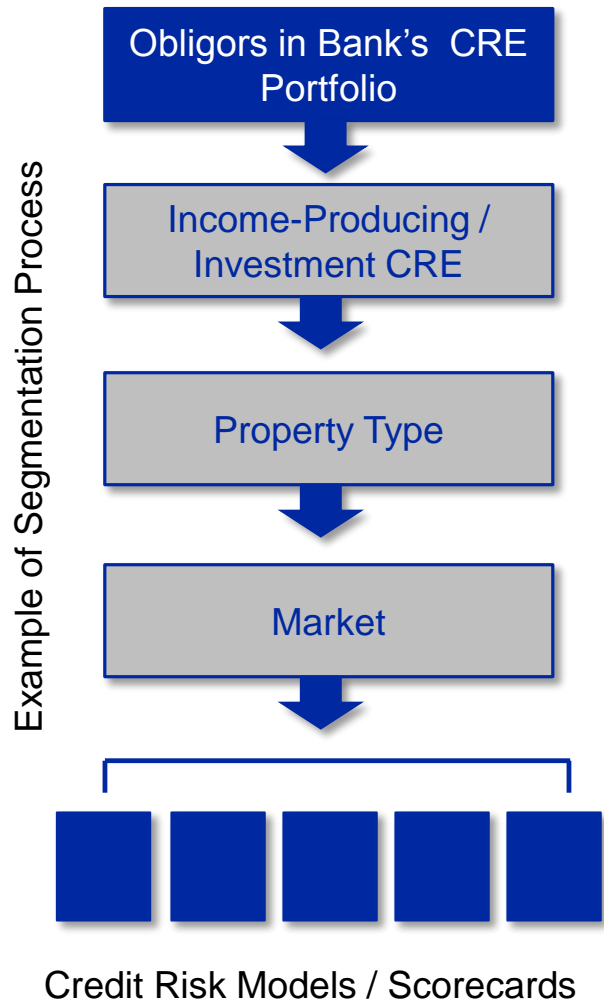 Obligors in Bank's CRE
Portfolio
Example of Segmentation Process
Income-Producing /
Investment CRE
Property Type
Market
Credit Risk Models / Scorecards